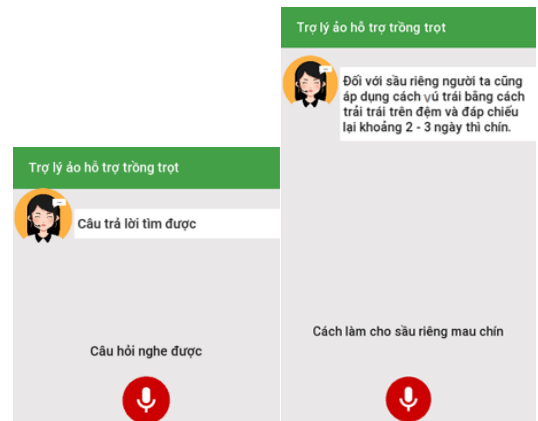 Trợ lý ảo hỗ trợ trồng trọt
Câu trả lời tìm được
Câu hỏi nghe được
Trợ lý ảo hỗ trợ trồng trọt
Đối với sầu riêng người ta cũng
áp dụng cách vú trái bằng cách
trải trái trên đệm và đáp chiếu
lại khoảng 2 - 3 ngày thì chín.
Cách làm cho sầu riêng mau chín